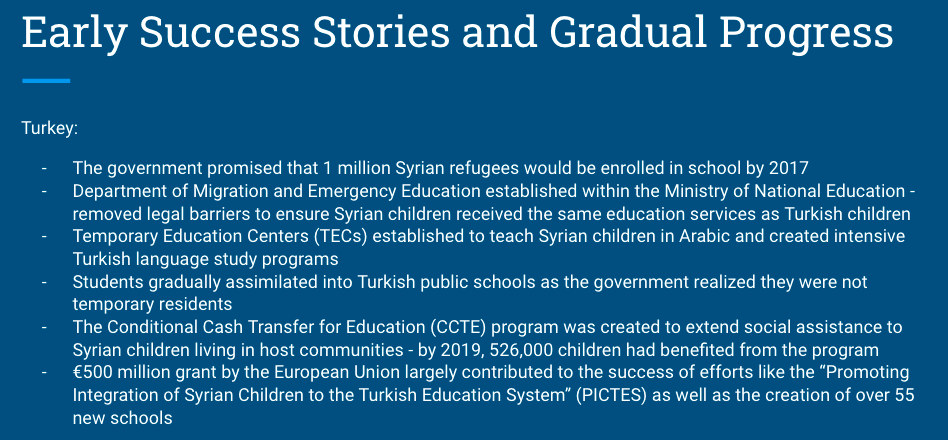 Early Success Stories and Gradual Progress
Turkey:
- The government promised that 1 million Syrian refugees would be enrolled in school by 2017
- Department of Migration and Emergency Education established within the Ministry of National Education -
removed legal barriers to ensure Syrian children received the same education services as Turkish children
- Temporary Education Centers (TECs) established to teach Syrian children in Arabic and created intensive
Turkish language study programs
- Students gradually assimilated into Turkish public schools as the government realized they were not
temporary residents
- The Conditional Cash Transfer for Education (CCTE) program was created to extend social assistance to
Syrian children living in host communities - by 2019, 526,000 children had benefited from the program
- €500 million grant by the European Union largely contributed to the success of efforts like the “Promoting
Integration of Syrian Children to the Turkish Education System” (PICTES) as well as the creation of over 55
new schools